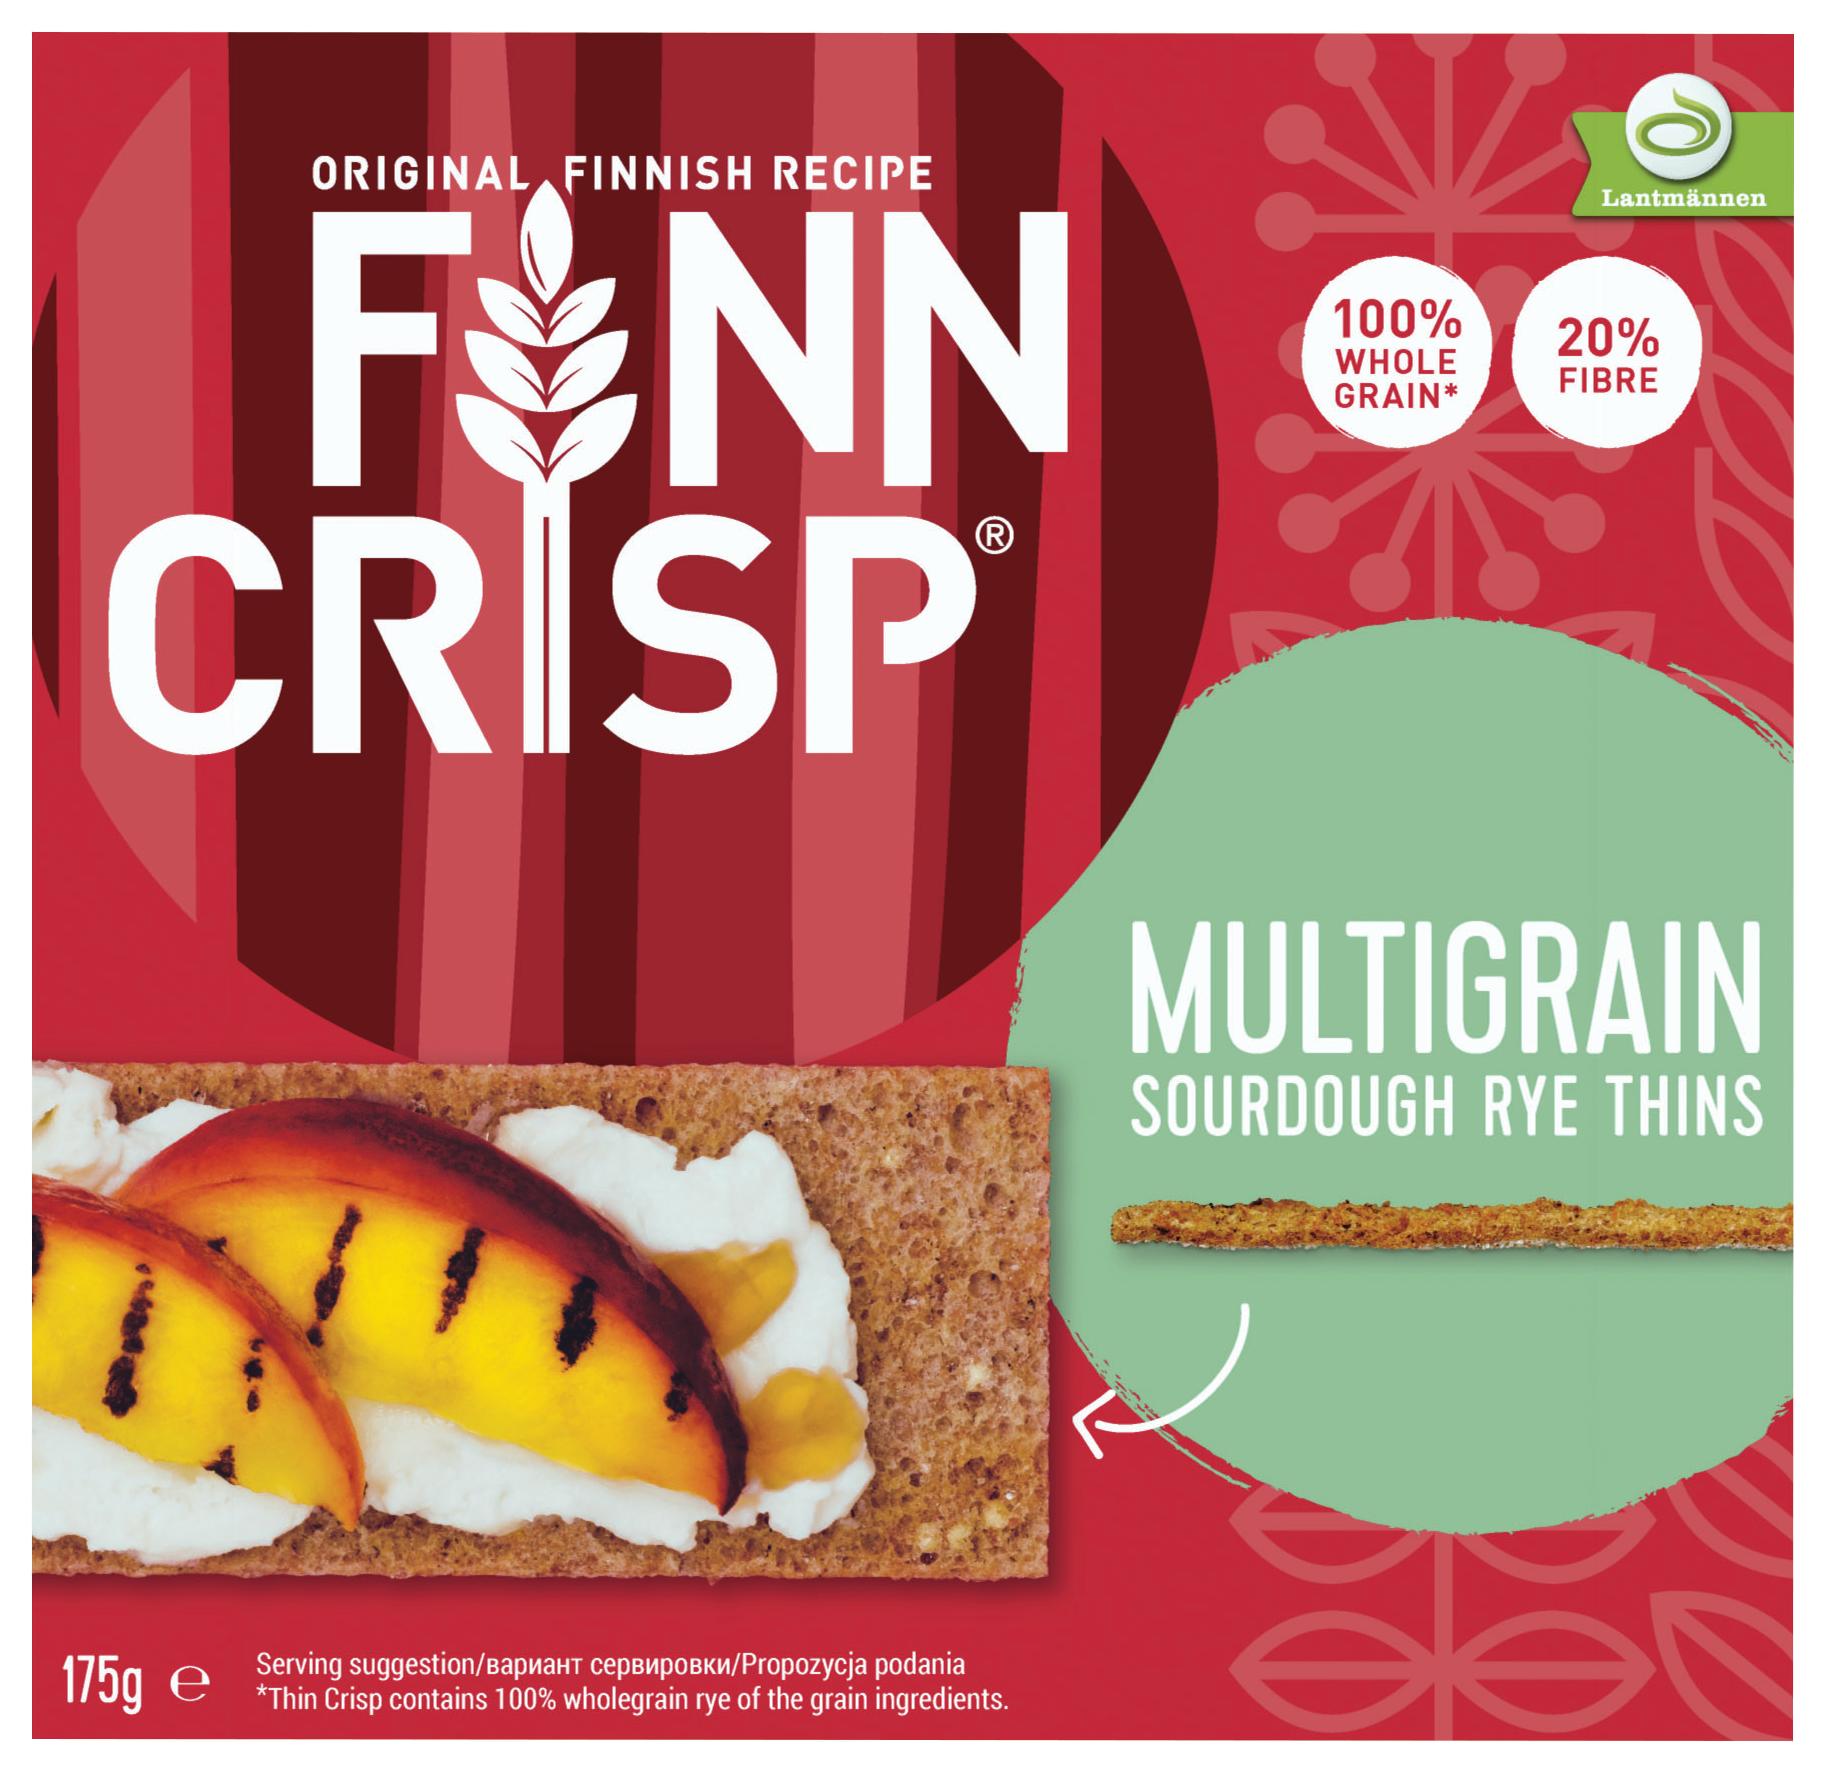 ORIGINAL FINNISH RECIPE
FINN
CRISP®
Lantmännen
100%
WHOLE
GRAIN*
20%
FIBRE
MULTIGRAIN
SOURDOUGH RYE THINS
175g ℮
Serving suggestion/вариант сервировки/Propozycja podania
*Thin Crisp contains 100% wholegrain rye of the grain ingredients.